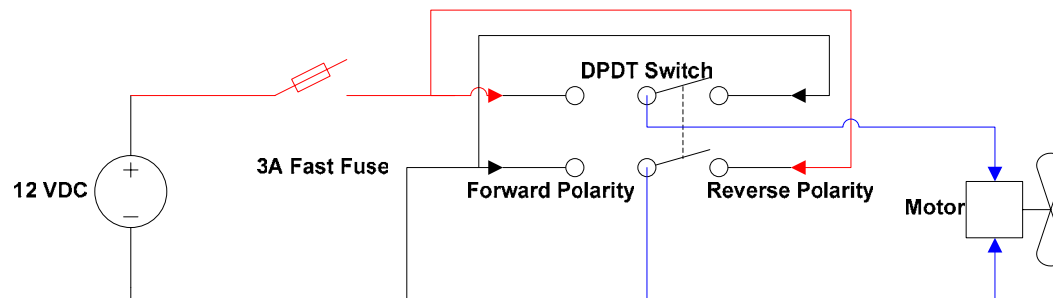 DPDT Switch
3A Fast Fuse
12 VDC
Forward Polarity
Reverse Polarity
Motor